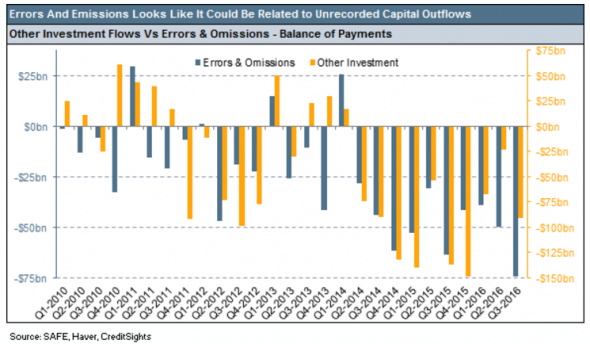 Errors And Emissions Looks Like It Could Be Related to Unrecorded Capital Outflows
Other Investment Flows Vs Errors & Omissions - Balance of Payments
Errors & Omissions
Other Investment
$25bn
$0bn
-$25bn
-$50bn
-$75bn
$75bn
$50bn
$25bn
$0bn
-$25bn
-$50bn
-$75bn
-$100bn
-$125bn
-$150bn
Q1-2010
Q2-2010
Q3-2010
Q4-2010
Q1-2011
Q2-2011
Q3-2011
Q4-2011
Q1-2012
Q2-2012
Q3-2012
Q4-2012
Q1-2013
Q2-2013
Q3-2013
Q4-2013
Q1-2014
Q2-2014
Q3-2014
Q4-2014
Q1-2015
Q2-2015
Q3-2015
Q4-2015
Q1-2016
Q2-2016
Q3-2016
Source: SAFE, Haver, CreditSights